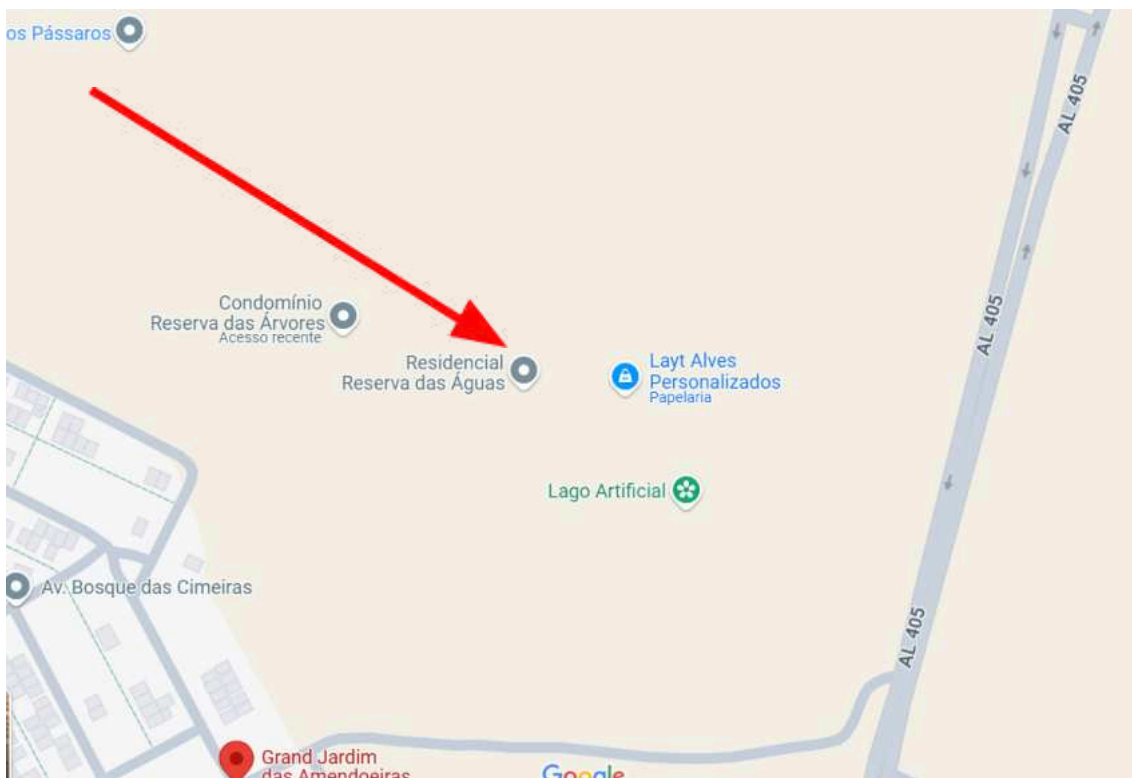 os Pássaros
AL 405
Condomínio
Reserva das Árvores
Acesso recente
AL 405
Residencial
Reserva das Águas
Layt Alves
Personalizados
Papelaria
Lago Artificial
Av. Bosque das Cimeiras
AL 405
Grand Jardim
das Amendoeiras
Google